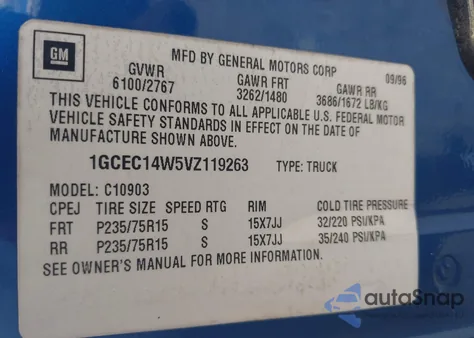 GM
MFD BY GENERAL MOTORS CORP 09/96
GVWR GAWR FRT GAWR RR
6100/2767 3262/1480 3686/1672 LB/KG
THIS VEHICLE CONFORMS TO ALL APPLICABLE U.S. FEDERAL MOTOR
VEHICLE SAFETY STANDARDS IN EFFECT ON THE DATE OF
MANUFACTURE SHOWN ABOVE.
1GCEC14W5VZ119263 TYPE: TRUCK
MODEL: C10903
CPEJ TIRE SIZE SPEED RTG RIM COLD TIRE PRESSURE
FRT P235/75R15 S 15X7JJ 32/220 PSI/KPA
RR P235/75R15 S 15X7JJ 35/240 PSI/KPA
SEE OWNER'S MANUAL FOR MORE INFORMATION.
autoSnap